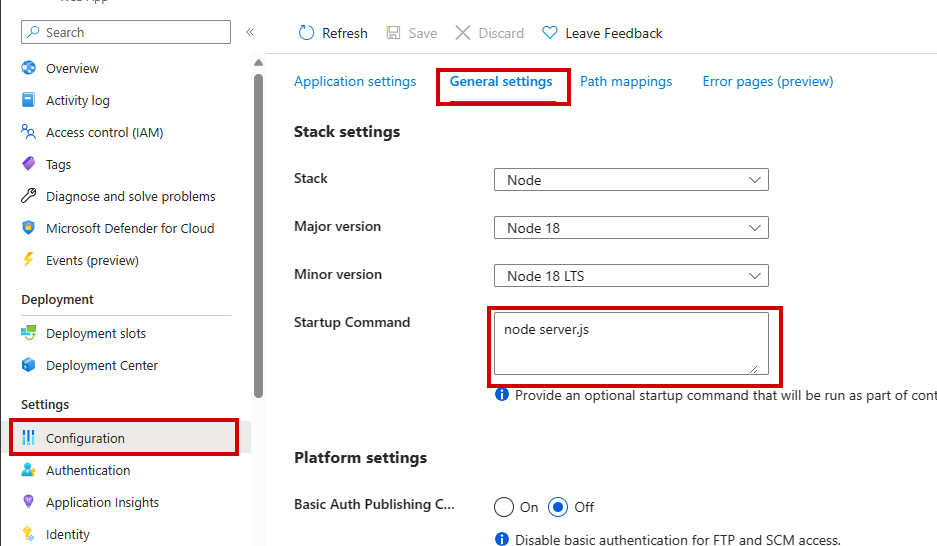 Web App
Search
«
Refresh
Save
Discard
Leave Feedback
Overview
Activity log
Access control (IAM)
Tags
Diagnose and solve problems
Microsoft Defender for Cloud
Events (preview)
Deployment
Deployment slots
Deployment Center
Settings
Configuration
Authentication
Application Insights
Identity
Application settings
General settings
Path mappings
Error pages (preview)
Stack settings
Stack
Node
Major version
Node 18
Minor version
Node 18 LTS
Startup Command
node server.js
Provide an optional startup command that will be run as part of cont
Platform settings
Basic Auth Publishing C...
On
Off
Disable basic authentication for FTP and SCM access.